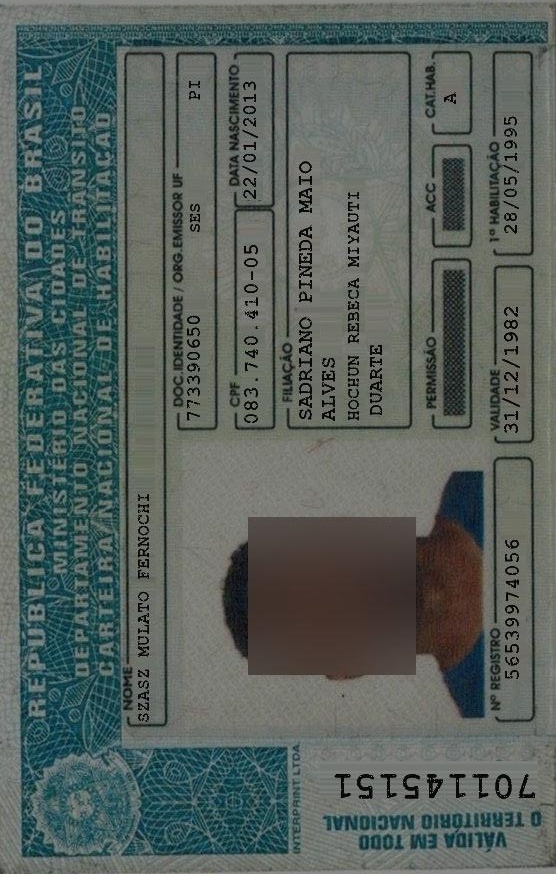 REPÚBLICA FEDERATIVA DO BRASIL
MINISTÉRIO DAS CIDADES
DEPARTAMENTO NACIONAL DE TRÂNSITO
CARTEIRA NACIONAL DE HABILITAÇÃO
NOME
SZASZ MULATO FERNOCHI
DOC. IDENTIDADE / ORG. EMISSOR UF
773390650 SES PI
CPF DATA NASCIMENTO
083.740.410-05 22/01/2013
FILIAÇÃO
SADRIANO PINEDA MAIO
ALVES
HOCHUN REBECA MIYAUTI
DUARTE
PERMISSÃO ACC CAT.HAB.
A
Nº REGISTRO VALIDADE 1ª HABILITAÇÃO
56539974056 31/12/1982 28/05/1995
INTERPRINT LTDA
VÁLIDA EM TODO
O TERRITÓRIO NACIONAL
701145151